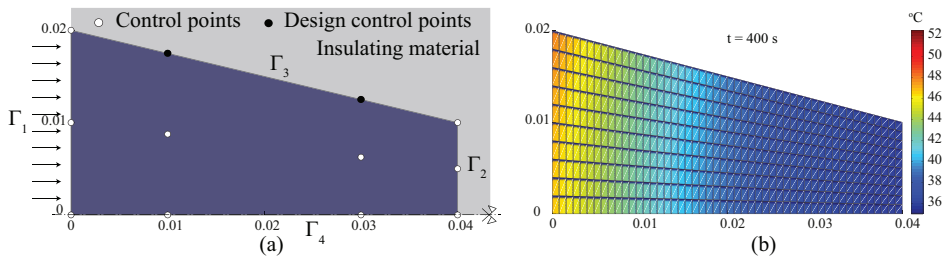 ○ Control points ● Design control points
Insulating material
0.02
Γ3
Γ1
0.01
Γ2
0
0.01 0.02 0.03 0.04
Γ4
(a)
°C
t = 400 s
0.02
0.01
0
0 0.01 0.02 0.03 0.04
52
50
48
46
44
42
40
38
36
(b)